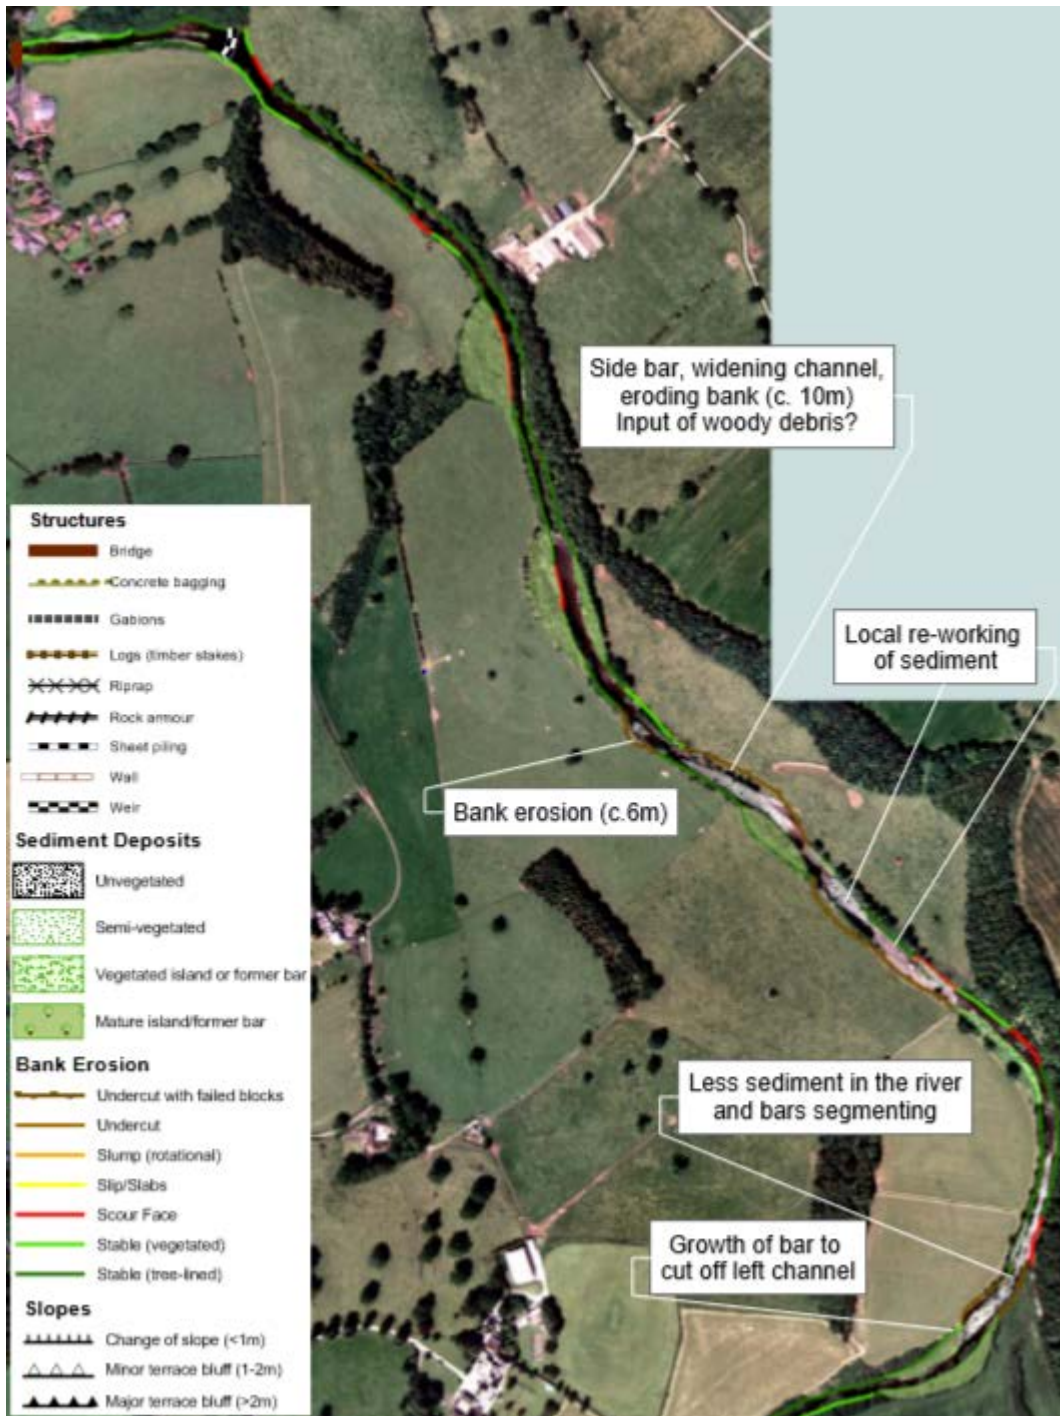 Side bar, widening channel,
eroding bank (c. 10m)
Input of woody debris?
Local re-working
of sediment
Bank erosion (c.6m)
Less sediment in the river
and bars segmenting
Growth of bar to
cut off left channel
Structures
Bridge
Concrete bagging
Gabions
Logs (timber stakes)
Riprap
Rock armour
Sheet piling
Wall
Weir
Sediment Deposits
Unvegetated
Semi-vegetated
Vegetated island or former bar
Mature island/former bar
Bank Erosion
Undercut with failed blocks
Undercut
Slump (rotational)
Slip/Slabs
Scour Face
Stable (vegetated)
Stable (tree-lined)
Slopes
Change of slope (<1m)
Minor terrace bluff (1-2m)
Major terrace bluff (>2m)